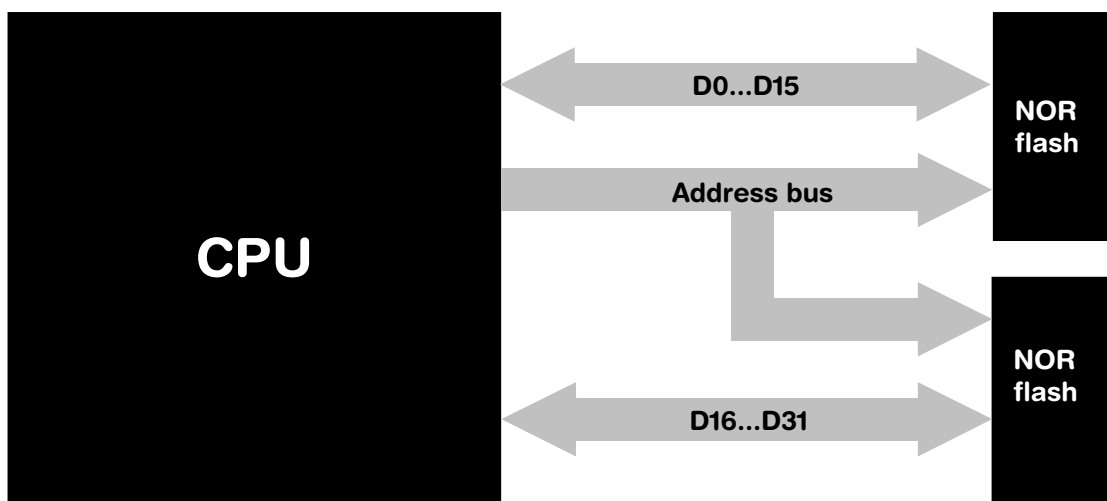 CPU
D0...D15
Address bus
D16...D31
NOR
flash
NOR
flash